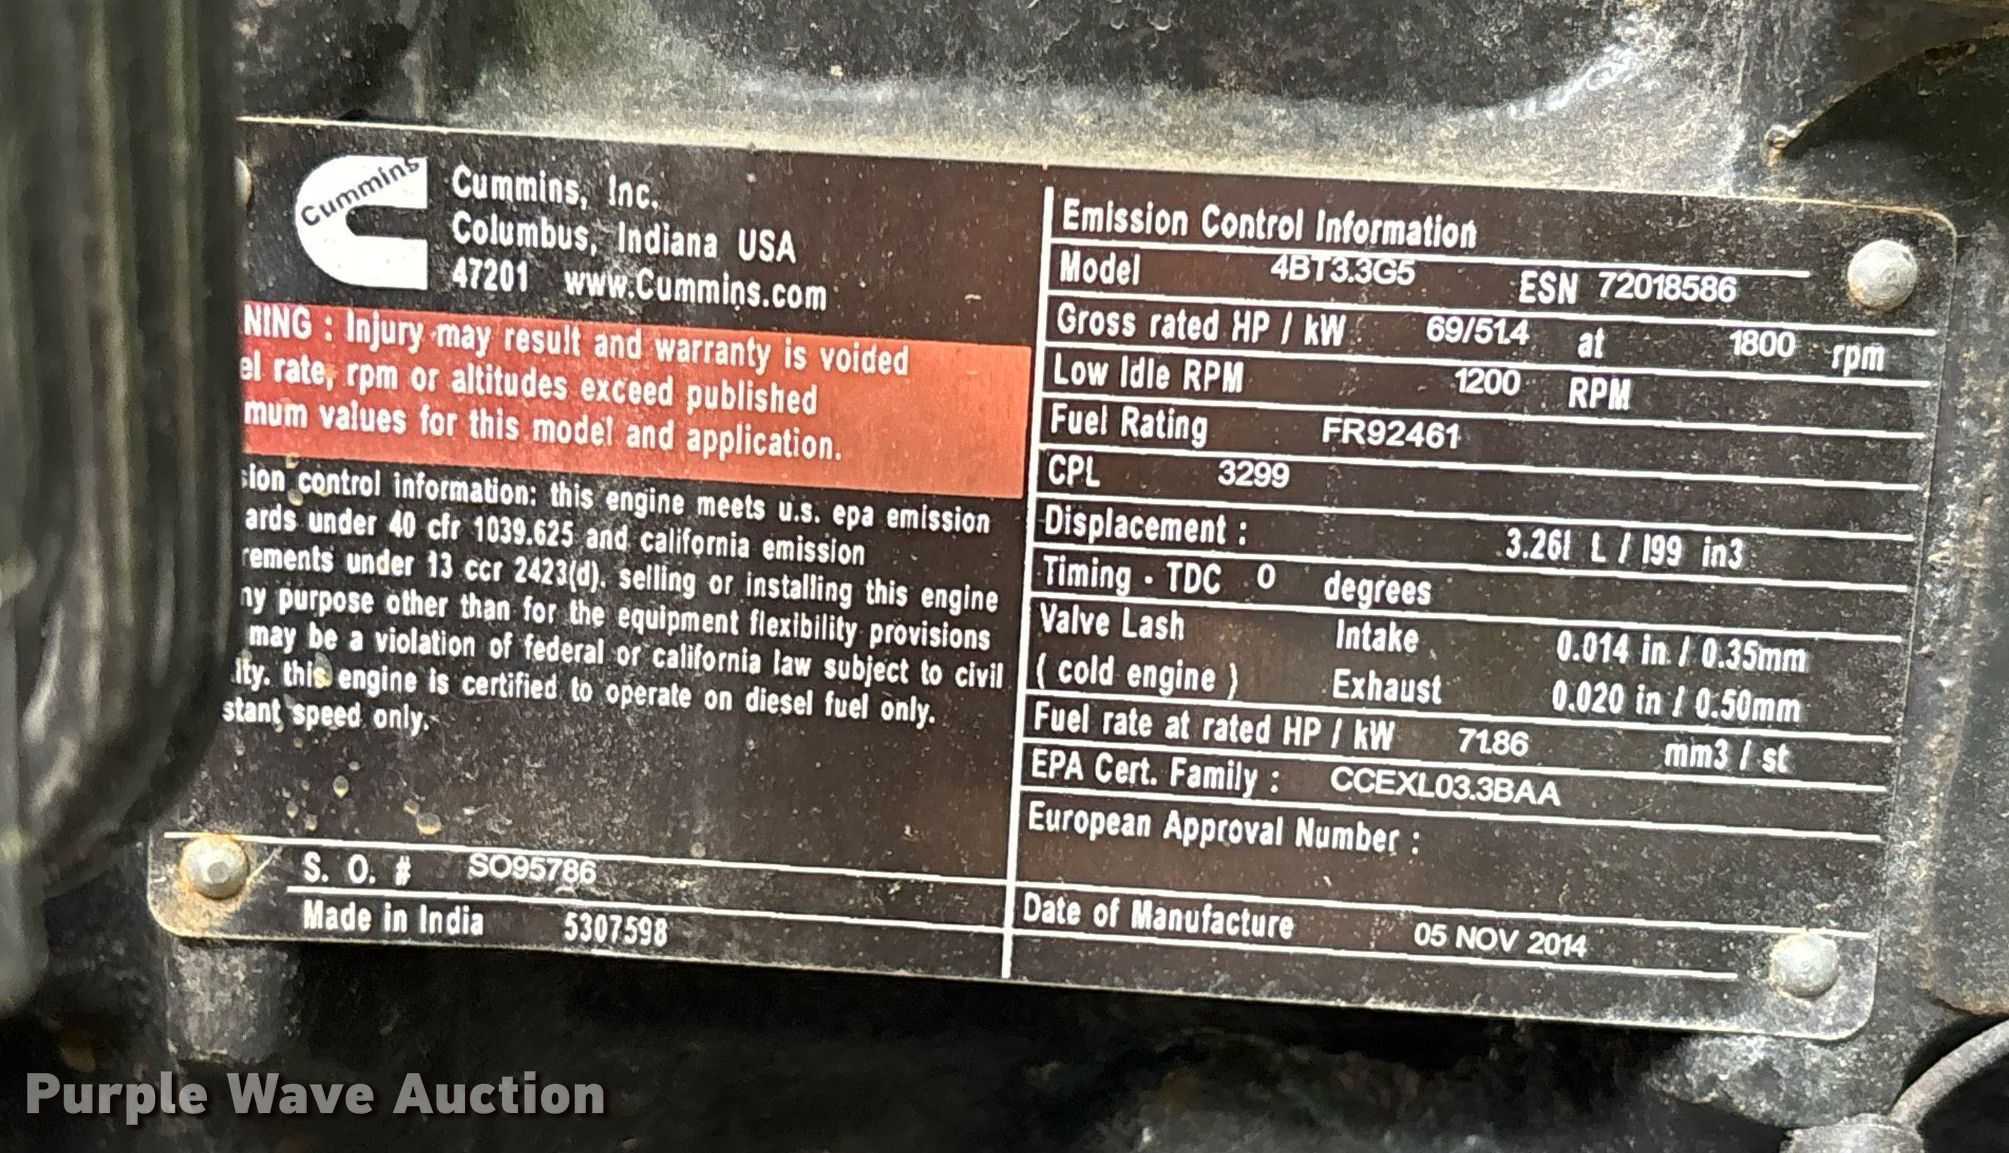 Cummins
Cummins, Inc.
Columbus, Indiana USA
47201 www.Cummins.com
NING : Injury may result and warranty is voided
el rate, rpm or altitudes exceed published
mum values for this model and application.
sion control information: this engine meets u.s. epa emission
ards under 40 cfr 1039.625 and california emission
rements under 13 ccr 2423(d). selling or installing this engine
ny purpose other than for the equipment flexibility provisions
may be a violation of federal or california law subject to civil
lty. this engine is certified to operate on diesel fuel only.
stant speed only.
S. O. # SO95786
Made in India 5307598
Emission Control Information
Model 4BT3.3G5 ESN 72018586
Gross rated HP / kW 69/51.4 at 1800 rpm
Low Idle RPM 1200 RPM
Fuel Rating FR92461
CPL 3299
Displacement : 3.261 L / 199 in3
Timing - TDC 0 degrees
Valve Lash Intake 0.014 in / 0.35mm
( cold engine ) Exhaust 0.020 in / 0.50mm
Fuel rate at rated HP / kW 71.86 mm3 / st
EPA Cert. Family : CCEXL03.3BAA
European Approval Number :
Date of Manufacture 05 NOV 2014
Purple Wave Auction